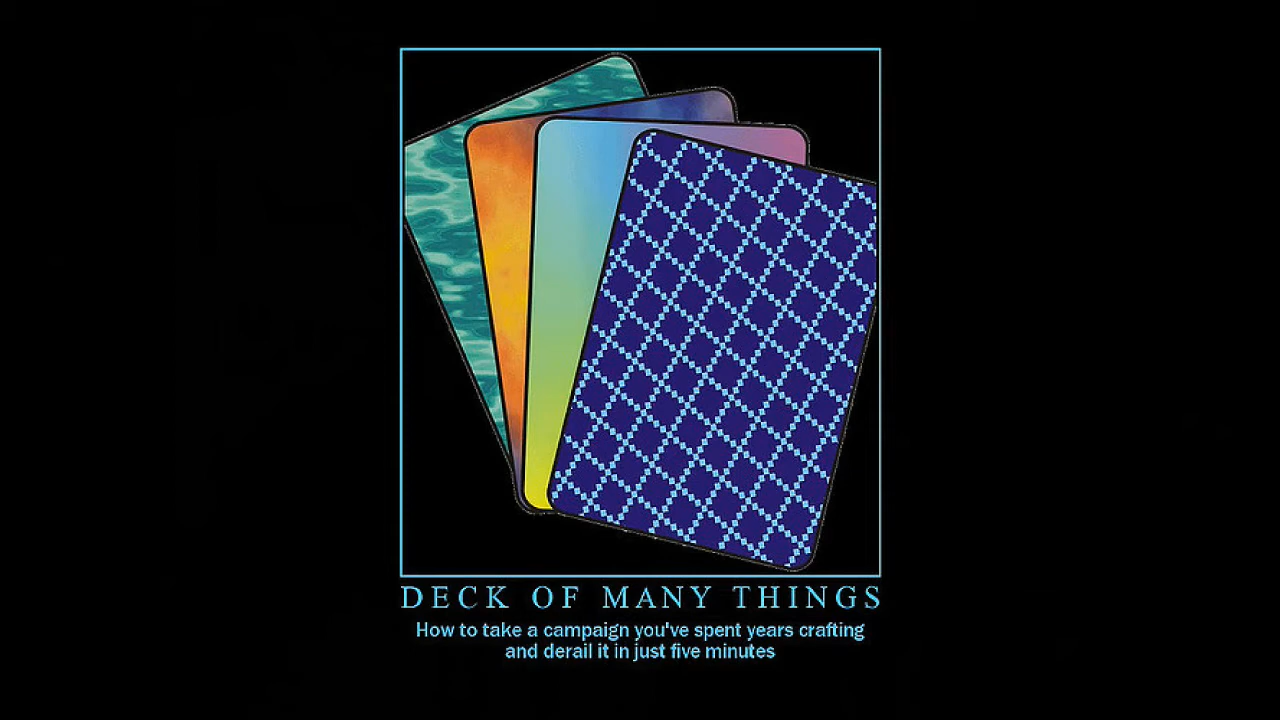 DECK OF MANY THINGS
How to take a campaign you've spent years crafting
and derail it in just five minutes